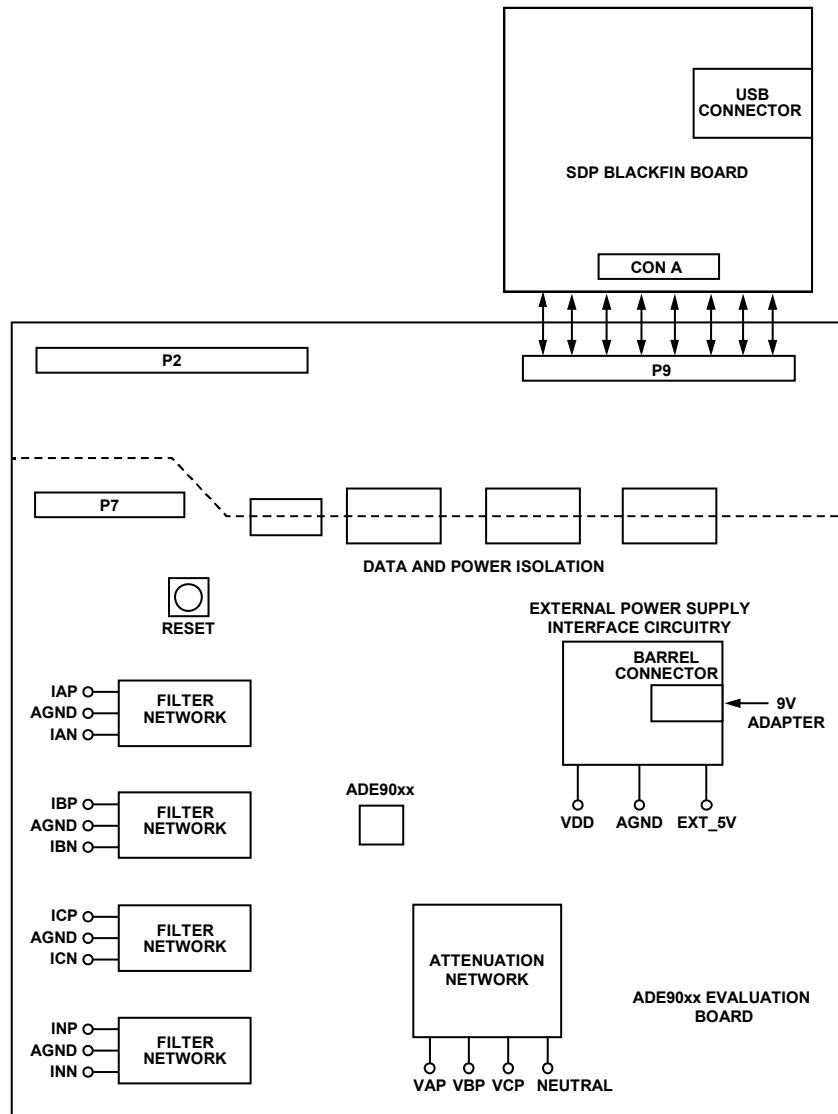 USB
CONNECTOR
SDP BLACKFIN BOARD
CON A
P2
P9
P7
DATA AND POWER ISOLATION
RESET
EXTERNAL POWER SUPPLY
INTERFACE CIRCUITRY
BARREL
CONNECTOR
9V
ADAPTER
VDD AGND EXT_5V
IAP
AGND
IAN
FILTER
NETWORK
ADE90xx
IBP
AGND
IBN
FILTER
NETWORK
ICP
AGND
ICN
FILTER
NETWORK
INP
AGND
INN
FILTER
NETWORK
ATTENUATION
NETWORK
VAP VBP VCP NEUTRAL
ADE90xx EVALUATION
BOARD